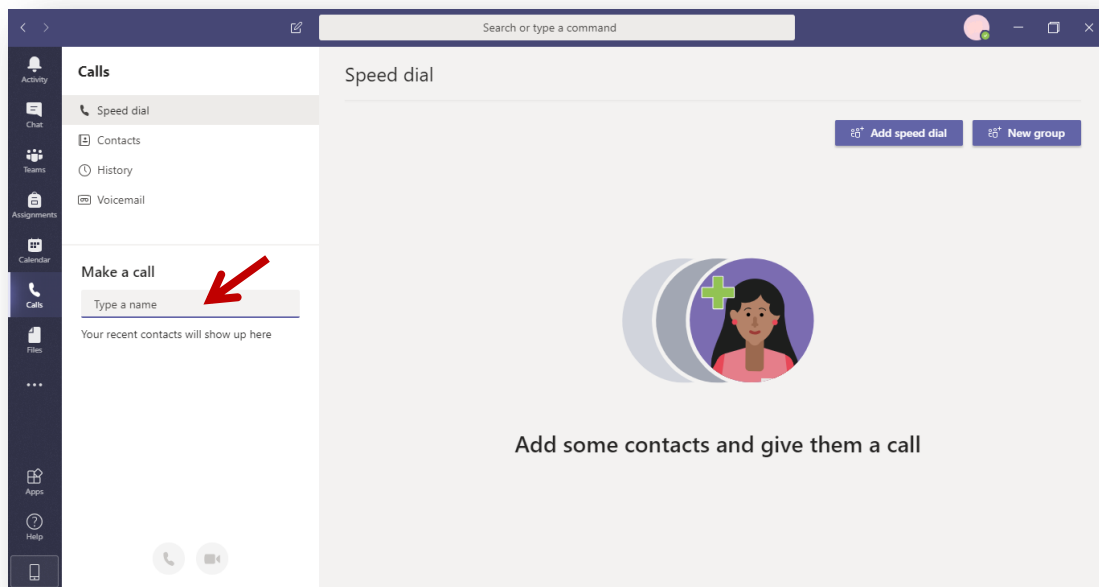 Search or type a command
Activity
Chat
Teams
Assignments
Calendar
Calls
Files
Apps
Help
Calls
Speed dial
Contacts
History
Voicemail
Make a call
Type a name
Your recent contacts will show up here
Speed dial
Add speed dial
New group
Add some contacts and give them a call